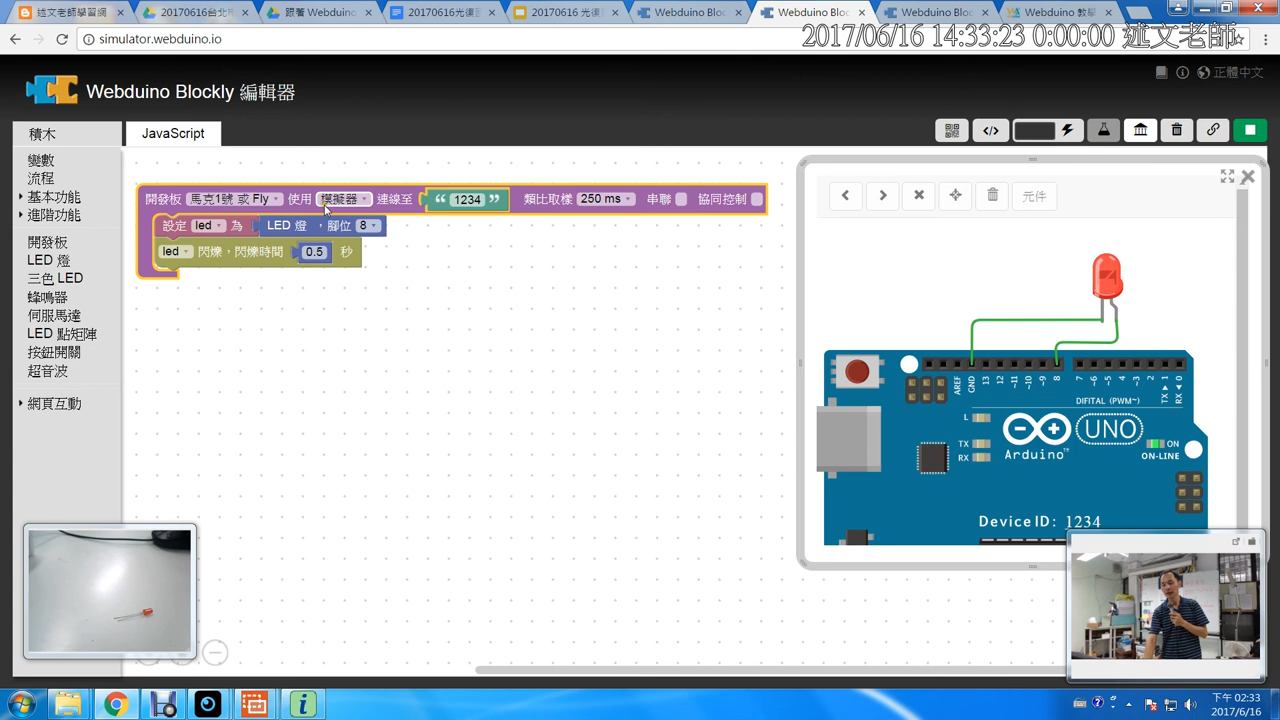 述文老師學習網
20170616台北市
跟著 Webduino
20170616光復
20170616 光復
Webduino Bloc
Webduino Bloc
Webduino Bloc
Webduino 教學
simulator.webduino.io
2017/06/16 14:33:23 0:00:00 述文老師
Webduino Blockly 編輯器
正體中文
積木
JavaScript
變數
流程
基本功能
進階功能
開發板
LED 燈
三色 LED
蜂鳴器
伺服馬達
LED 點矩陣
按鈕開關
超音波
網頁互動
開發板 馬克1號 或 Fly 使用 模擬器 連線至 “ 1234 ” 類比取樣 250 ms 串聯 協同控制
設定 led 為 LED 燈 ，腳位 8
led 閃爍，閃爍時間 0.5 秒
元件
AREF GND 13 12 ~11 ~10 ~9 8 7 ~6 ~5 4 ~3 2 TX ▸ 1 RX ◂ 0
DIFITAL (PWM~)
L
TX
RX
UNO
Arduino™
ON
ON-LINE
Device ID: 1234
下午 02:33
2017/6/16